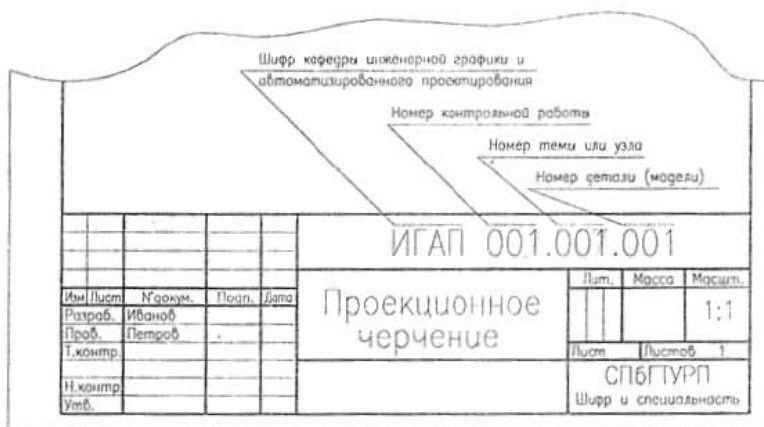 Шифр кафедры инженерной графики и
автоматизированного проектирования
Номер контрольной работы
Номер теми или узла
Номер детали (модели)
ИГАП 001.001.001
Изм Лист N°докум. Подп. Дата
Разраб. Иванов
Пров. Петров
Т.контр.
Н.контр.
Утв.
Проекционное
черчение
Лит. Масса Масшт.
1:1
Лист Листов 1
СПбГТУРП
Шифр и специальность